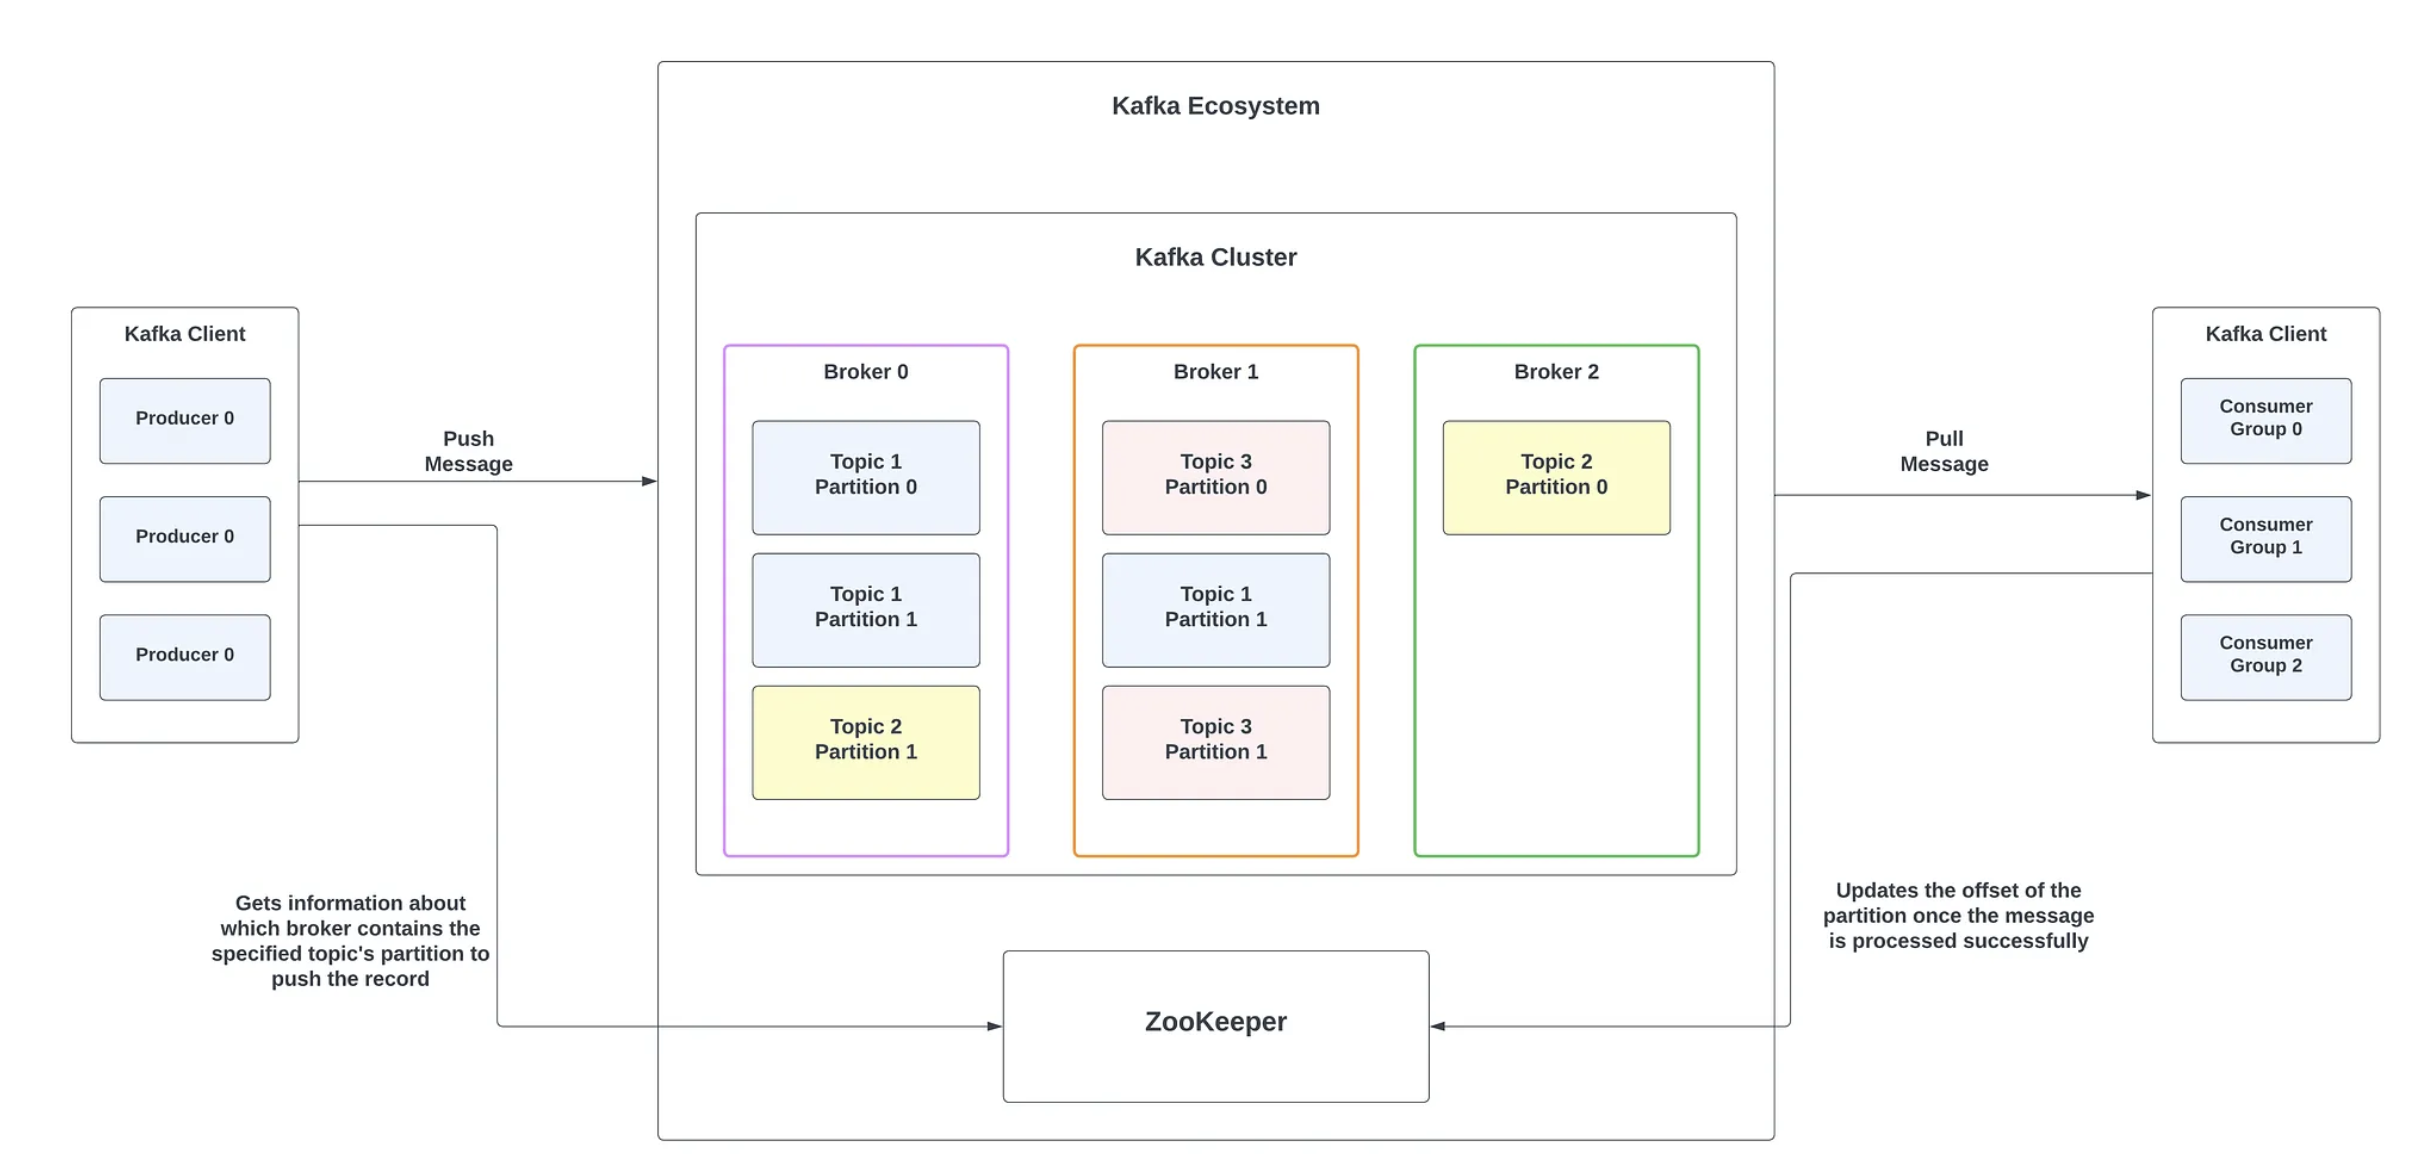 Kafka Ecosystem
Kafka Cluster
Kafka Client
Producer 0
Producer 0
Producer 0
Push
Message
Broker 0
Topic 1
Partition 0
Topic 1
Partition 1
Topic 2
Partition 1
Broker 1
Topic 3
Partition 0
Topic 1
Partition 1
Topic 3
Partition 1
Broker 2
Topic 2
Partition 0
Pull
Message
Kafka Client
Consumer
Group 0
Consumer
Group 1
Consumer
Group 2
Gets information about
which broker contains the
specified topic's partition to
push the record
ZooKeeper
Updates the offset of the
partition once the message
is processed successfully